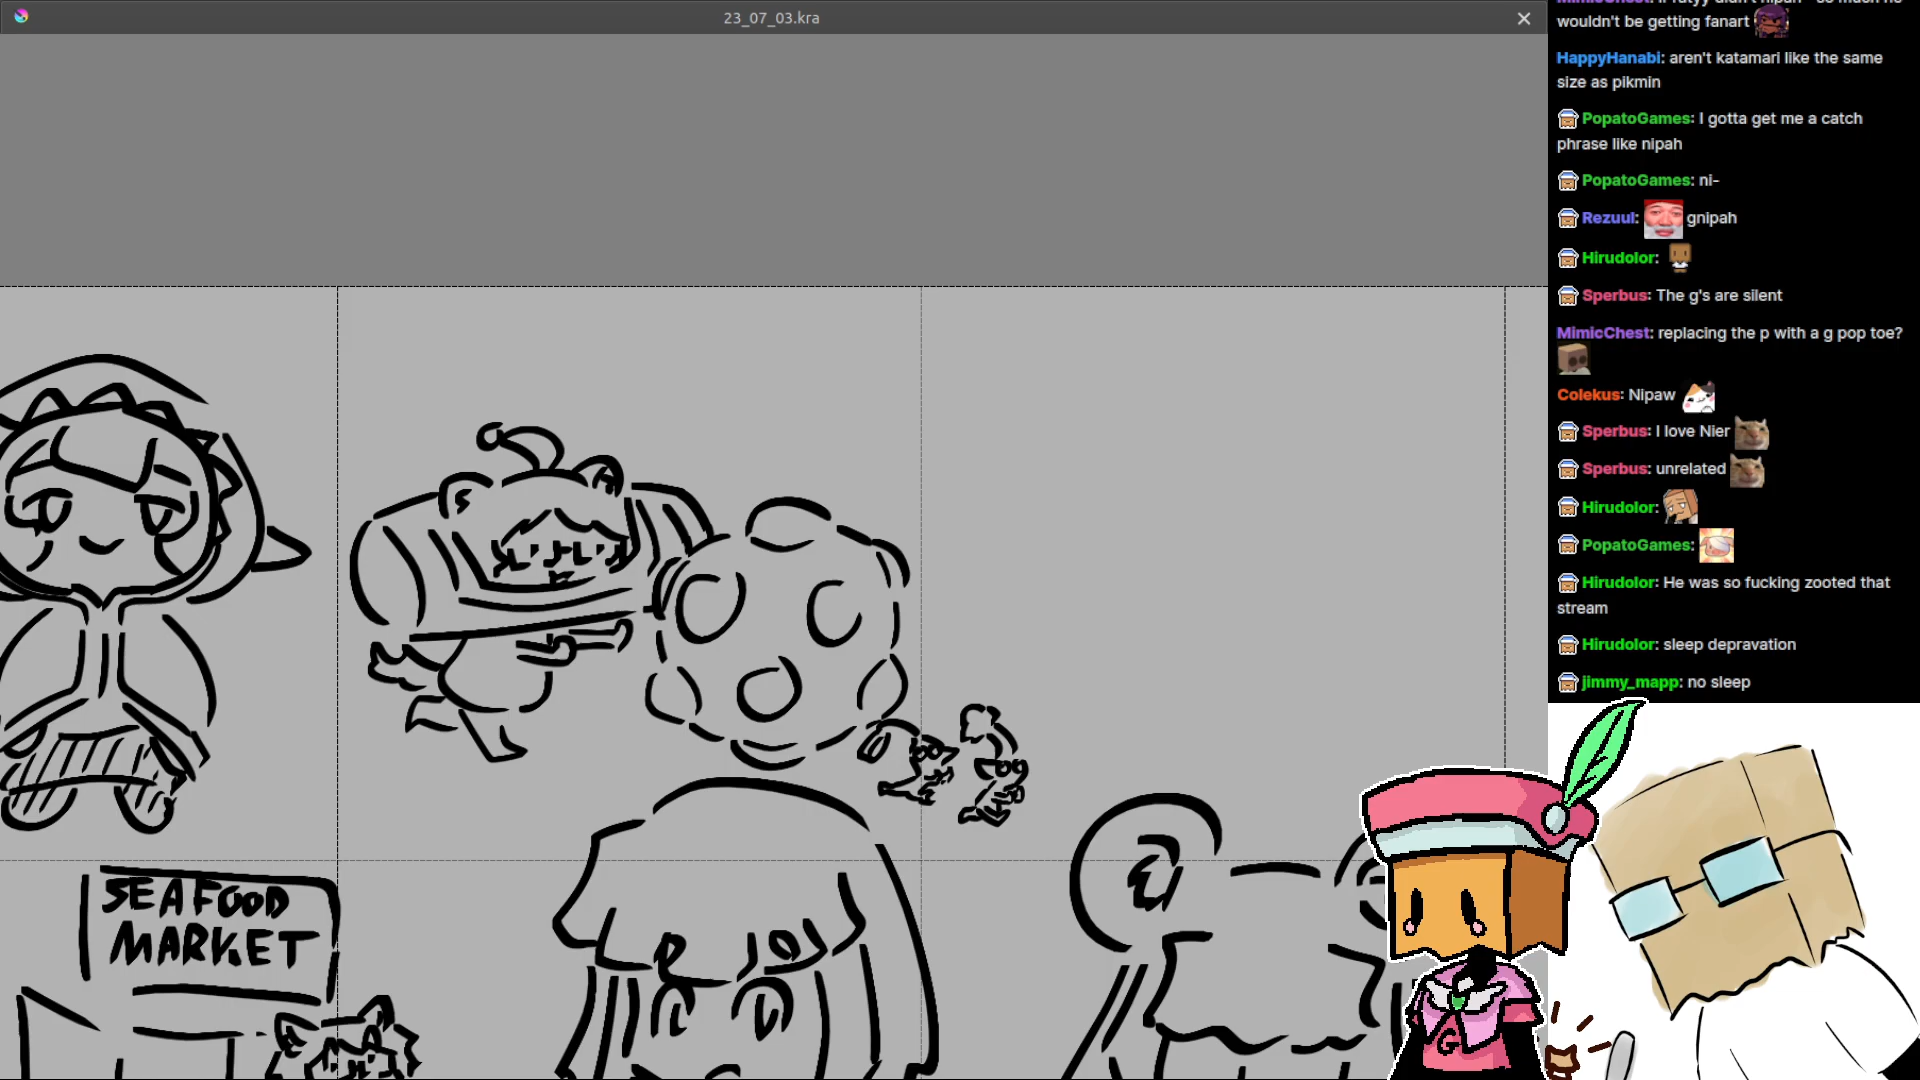 23_07_03.kra
wouldn't be getting fanart
HappyHanabi: aren't katamari like the same
size as pikmin
PopatoGames: I gotta get me a catch
phrase like nipah
PopatoGames: ni-
Rezuul: gnipah
Hirudolor:
Sperbus: The g's are silent
MimicChest: replacing the p with a g pop toe?
Colekus: Nipaw
Sperbus: I love Nier
Sperbus: unrelated
Hirudolor:
PopatoGames:
Hirudolor: He was so fucking zooted that
stream
Hirudolor: sleep depravation
jimmy_mapp: no sleep
SEAFOOD
MARKET
G